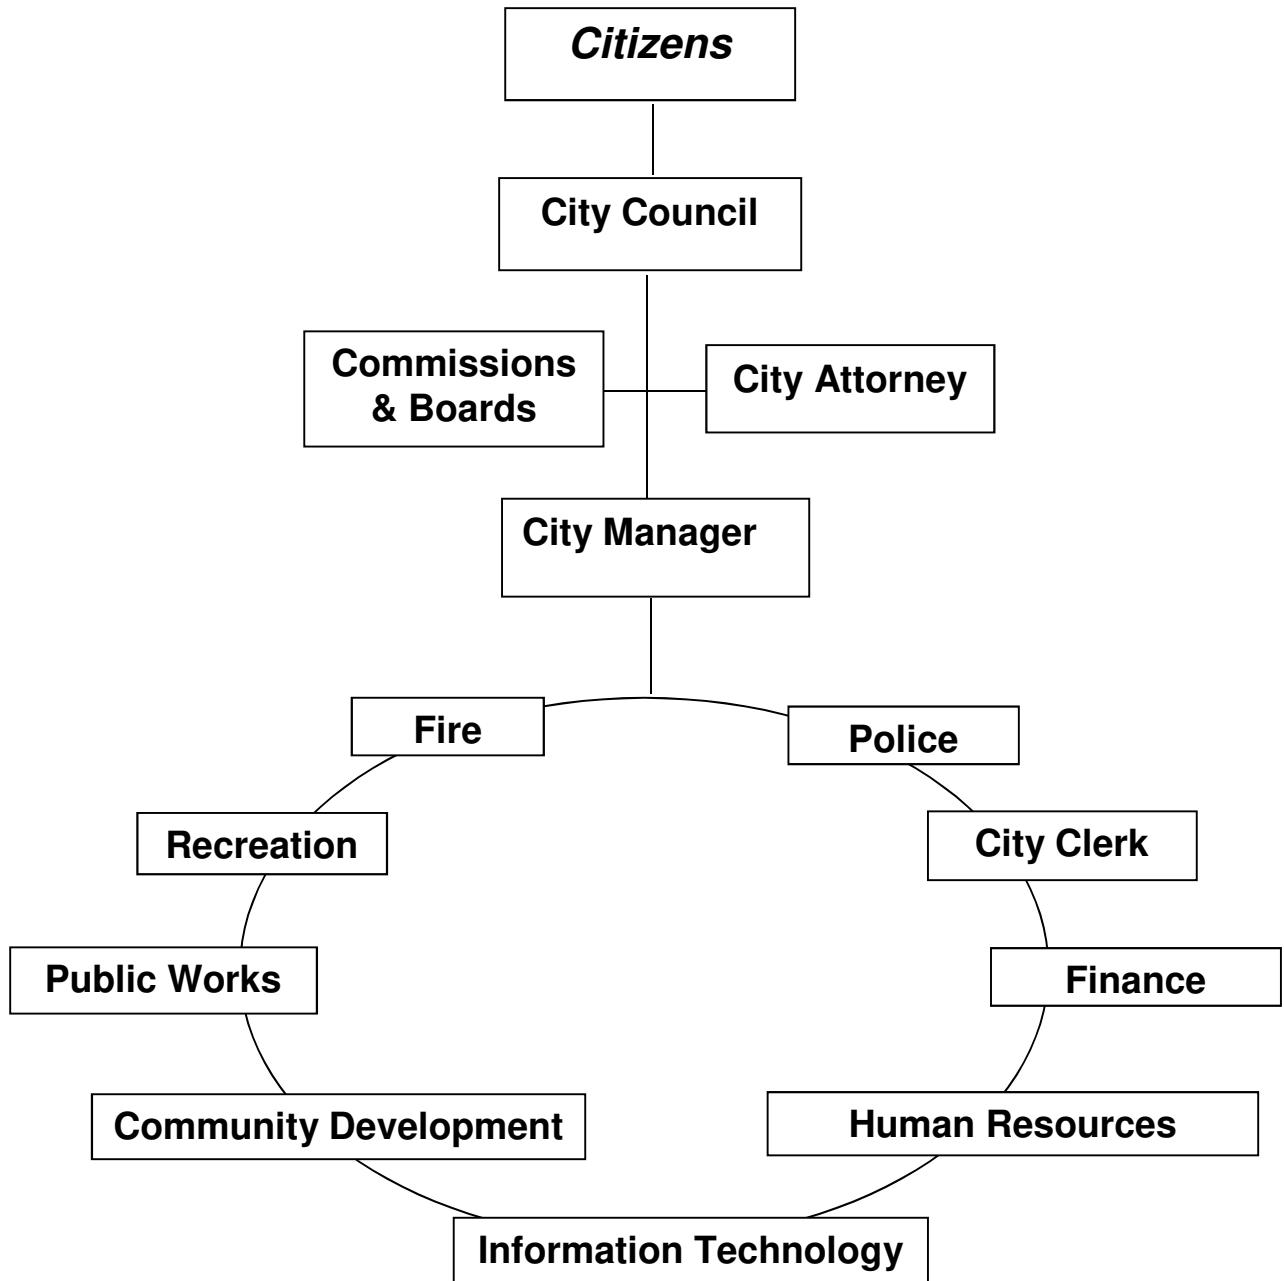 Citizens
City Council
Commissions
& Boards
City Attorney
City Manager
Fire
Police
Recreation
City Clerk
Public Works
Finance
Community Development
Human Resources
Information Technology